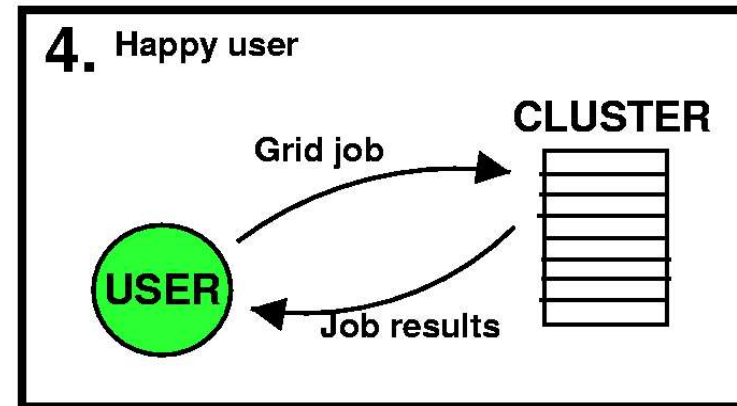 4. Happy user
CLUSTER
Grid job
USER
Job results